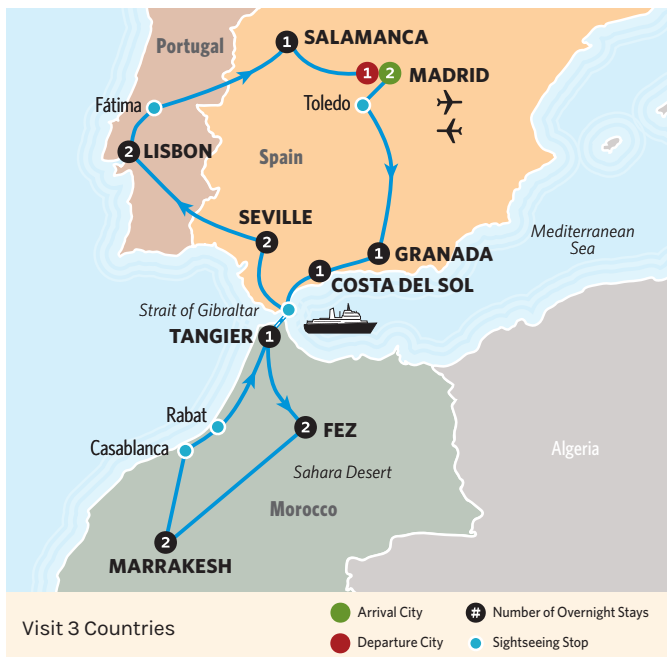 Portugal
1 SALAMANCA
1 2 MADRID
Fátima
Toledo
2 LISBON
Spain
SEVILLE
2
Mediterranean
Sea
1 GRANADA
1
COSTA DEL SOL
Strait of Gibraltar
TANGIER 1
Rabat
2 FEZ
Casablanca
Algeria
Sahara Desert
Morocco
2
MARRAKESH
Visit 3 Countries
Arrival City
# Number of Overnight Stays
Departure City
Sightseeing Stop